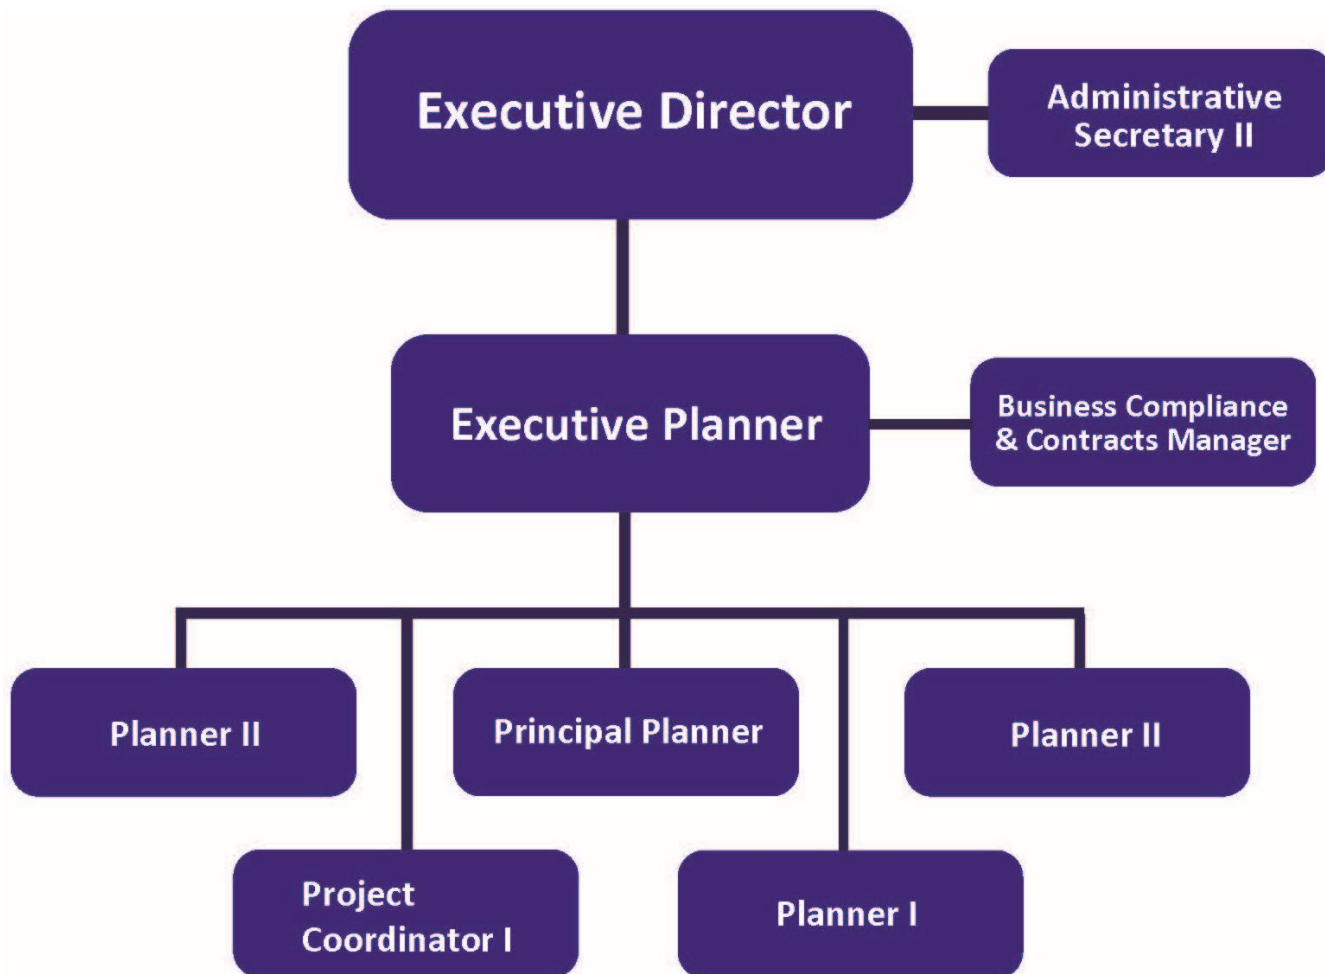 Executive Director
Administrative
Secretary II
Executive Planner
Business Compliance
& Contracts Manager
Planner II
Principal Planner
Planner II
Project
Coordinator I
Planner I